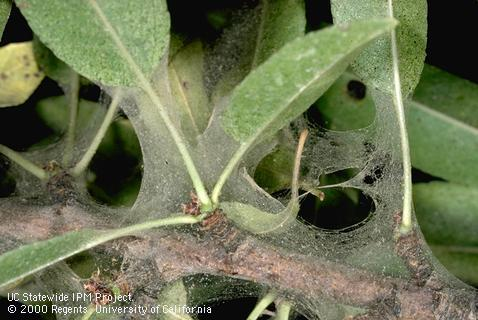 UC Statewide IPM Project
© 2000 Regents, University of California